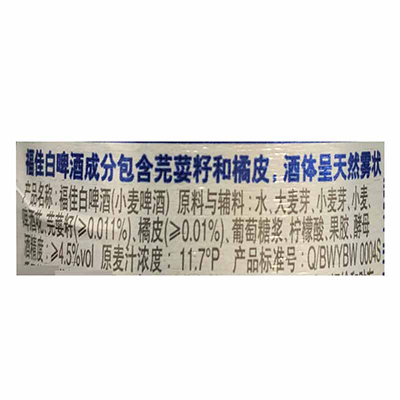 福佳白啤酒成分包含芫荽籽和橘皮，酒体呈天然雾状
产品名称：福佳白啤酒(小麦啤酒) 原料与辅料：水、大麦芽、小麦芽、小麦、
啤酒花、芫荽籽(≥0.011%)、橘皮(≥0.01%)、葡萄糖浆、柠檬酸、果胶、酵母
酒精度：≥4.5%vol 原麦汁浓度： 11.7°P 产品标准号：Q/BWYBW 0004S